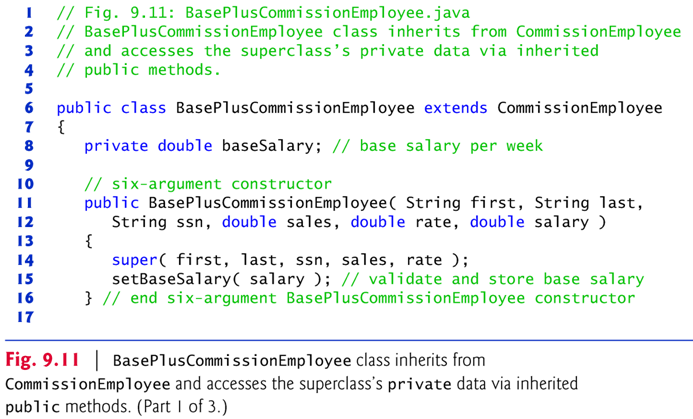 1 // Fig. 9.11: BasePlusCommissionEmployee.java
2 // BasePlusCommissionEmployee class inherits from CommissionEmployee
3 // and accesses the superclass’s private data via inherited
4 // public methods.
5
6 public class BasePlusCommissionEmployee extends CommissionEmployee
7 {
8    private double baseSalary; // base salary per week
9
10    // six-argument constructor
11    public BasePlusCommissionEmployee( String first, String last,
12       String ssn, double sales, double rate, double salary )
13    {
14       super( first, last, ssn, sales, rate );
15       setBaseSalary( salary ); // validate and store base salary
16    } // end six-argument BasePlusCommissionEmployee constructor
17
Fig. 9.11 | BasePlusCommissionEmployee class inherits from
CommissionEmployee and accesses the superclass’s private data via inherited
public methods. (Part 1 of 3.)